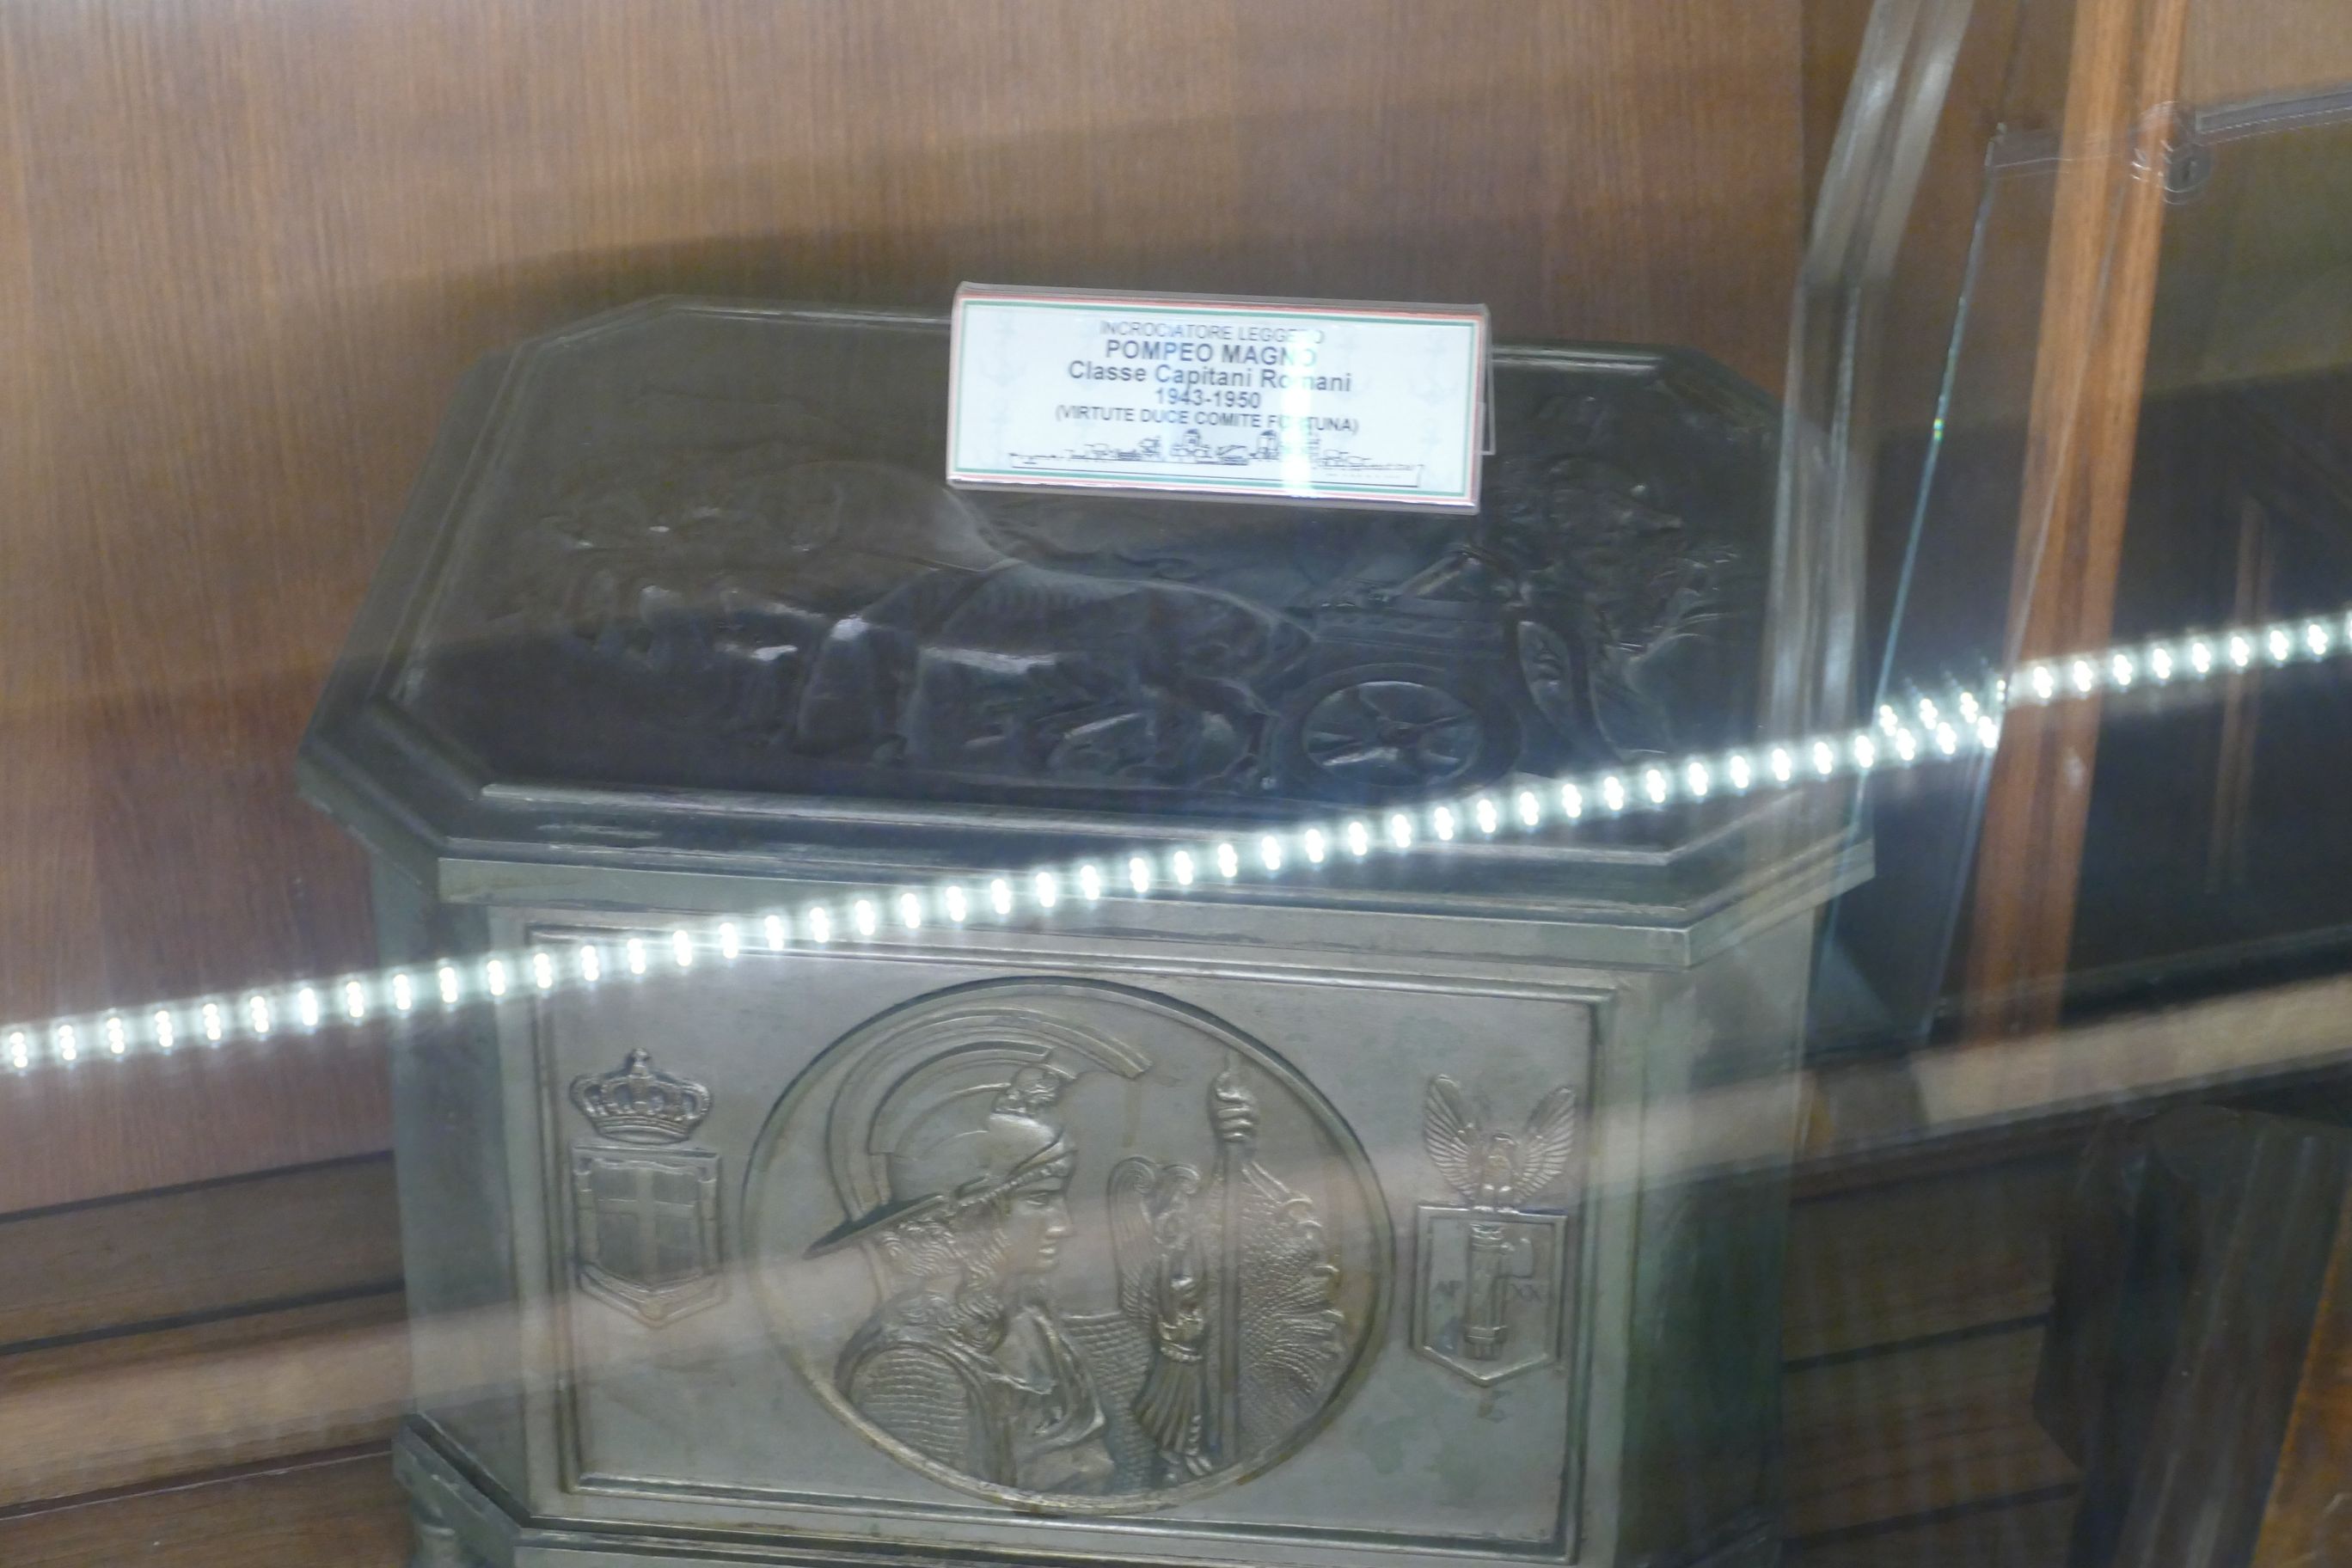 INCROCIATORE LEGGERO
POMPEO MAGNO
Classe Capitani Romani
1943-1950
(VIRTUTE DUCE COMITE FORTUNA)